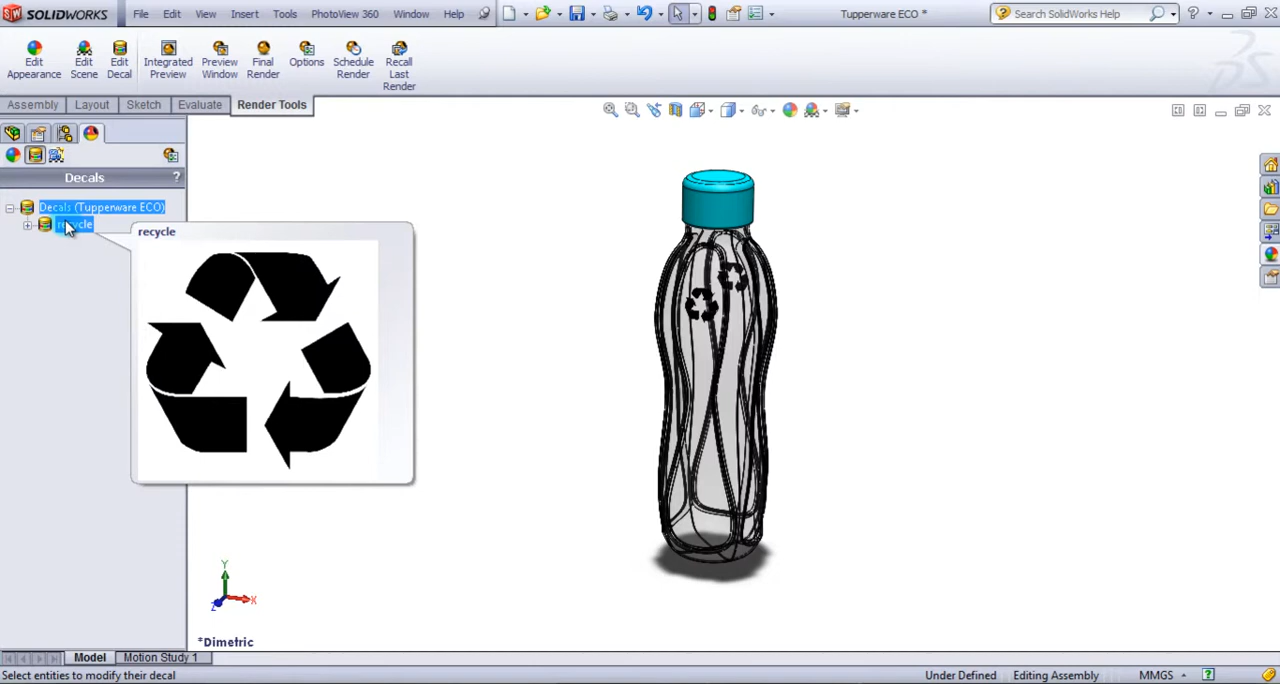 SOLIDWORKS File Edit View Insert Tools PhotoView 360 Window Help Tupperware ECO * Search SolidWorks Help
Edit Appearance
Edit Scene
Edit Decal
Integrated Preview
Preview Window
Final Render
Options
Schedule Render
Recall Last Render
Assembly Layout Sketch Evaluate Render Tools
Decals ?
Decals (Tupperware ECO)
recycle
recycle
Y
X
Z
*Dimetric
Model Motion Study 1
Select entities to modify their decal Under Defined Editing Assembly MMGS ?